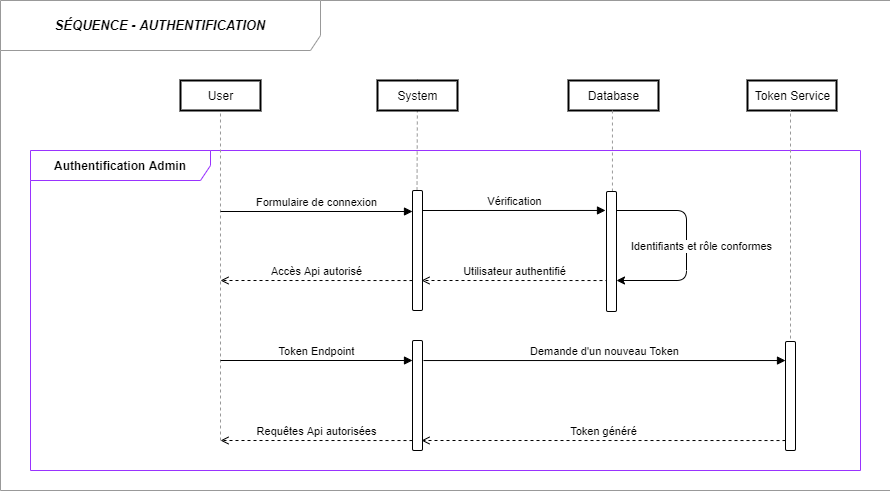 SÉQUENCE - AUTHENTIFICATION
User
System
Database
Token Service
Authentification Admin
Formulaire de connexion
Vérification
Identifiants et rôle conformes
Accès Api autorisé
Utilisateur authentifié
Token Endpoint
Demande d'un nouveau Token
Requêtes Api autorisées
Token généré